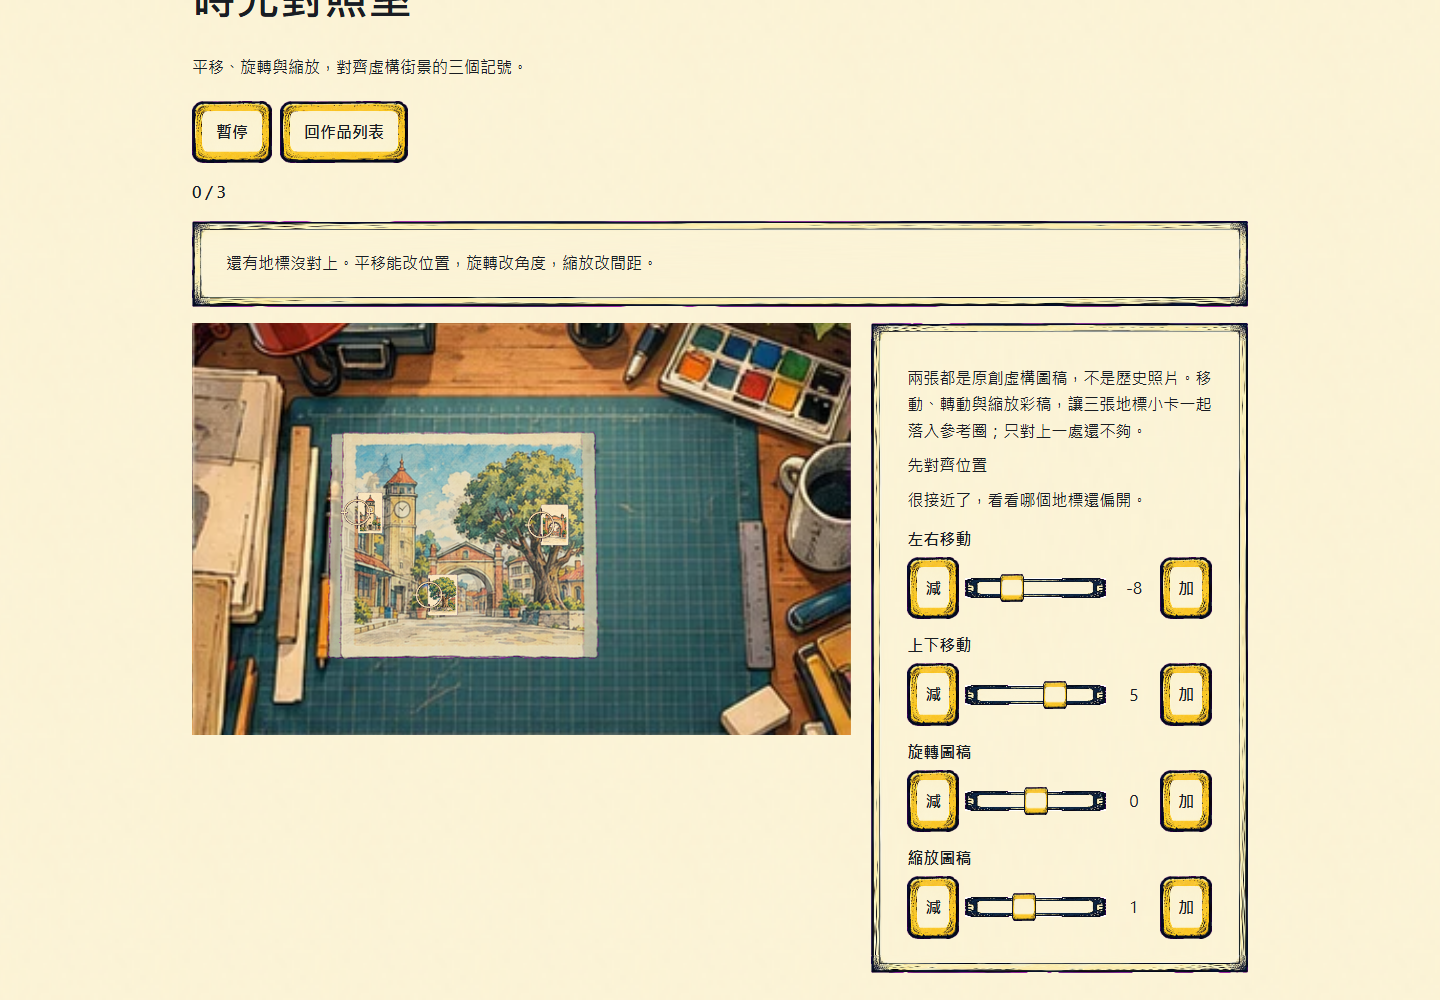 時光對照室
平移、旋轉與縮放，對齊虛構街景的三個記號。
暫停
回作品列表
0 / 3
還有地標沒對上。平移能改位置，旋轉改角度，縮放改間距。
兩張都是原創虛構圖稿，不是歷史照片。移
動、轉動與縮放彩稿，讓三張地標小卡一起
落入參考圈；只對上一處還不夠。
先對齊位置
很接近了，看看哪個地標還偏開。
左右移動
減
-8
加
上下移動
減
5
加
旋轉圖稿
減
0
加
縮放圖稿
減
1
加